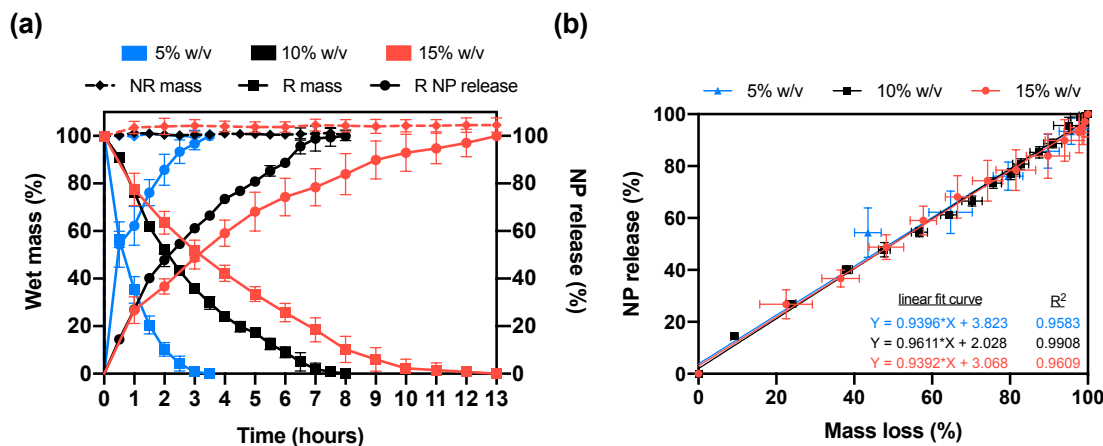 (a)
5% w/v 10% w/v 15% w/v
NR mass R mass R NP release
Wet mass (%)
100
80
60
40
20
0
NP release (%)
100
80
60
40
20
0
0 1 2 3 4 5 6 7 8 9 10 11 12 13
Time (hours)
(b)
5% w/v 10% w/v 15% w/v
NP release (%)
100
80
60
40
20
0
linear fit curve R²
Y = 0.9396*X + 3.823 0.9583
Y = 0.9611*X + 2.028 0.9908
Y = 0.9392*X + 3.068 0.9609
0 20 40 60 80 100
Mass loss (%)